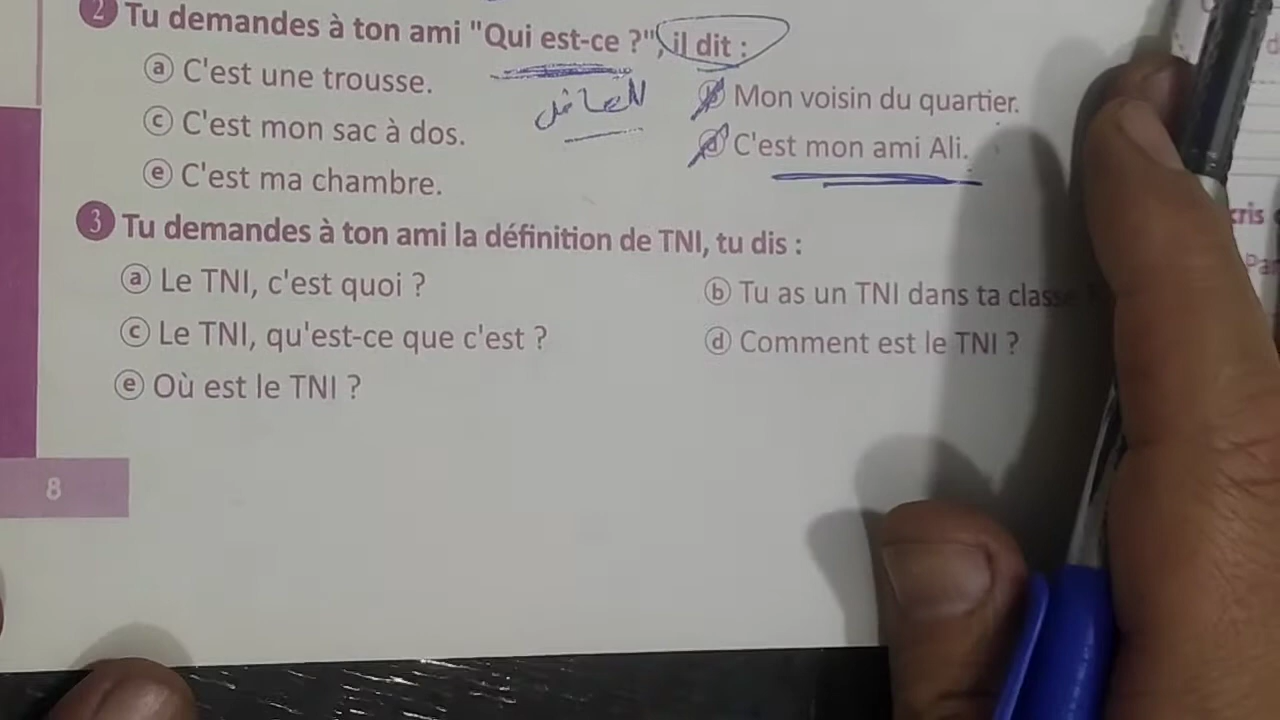 2 Tu demandes à ton ami "Qui est-ce ?", il dit :
a C'est une trousse.
b Mon voisin du quartier.
c C'est mon sac à dos.
d C'est mon ami Ali.
e C'est ma chambre.
للعاقل
3 Tu demandes à ton ami la définition de TNI, tu dis :
a Le TNI, c'est quoi ?
b Tu as un TNI dans ta classe
c Le TNI, qu'est-ce que c'est ?
d Comment est le TNI ?
e Où est le TNI ?
8